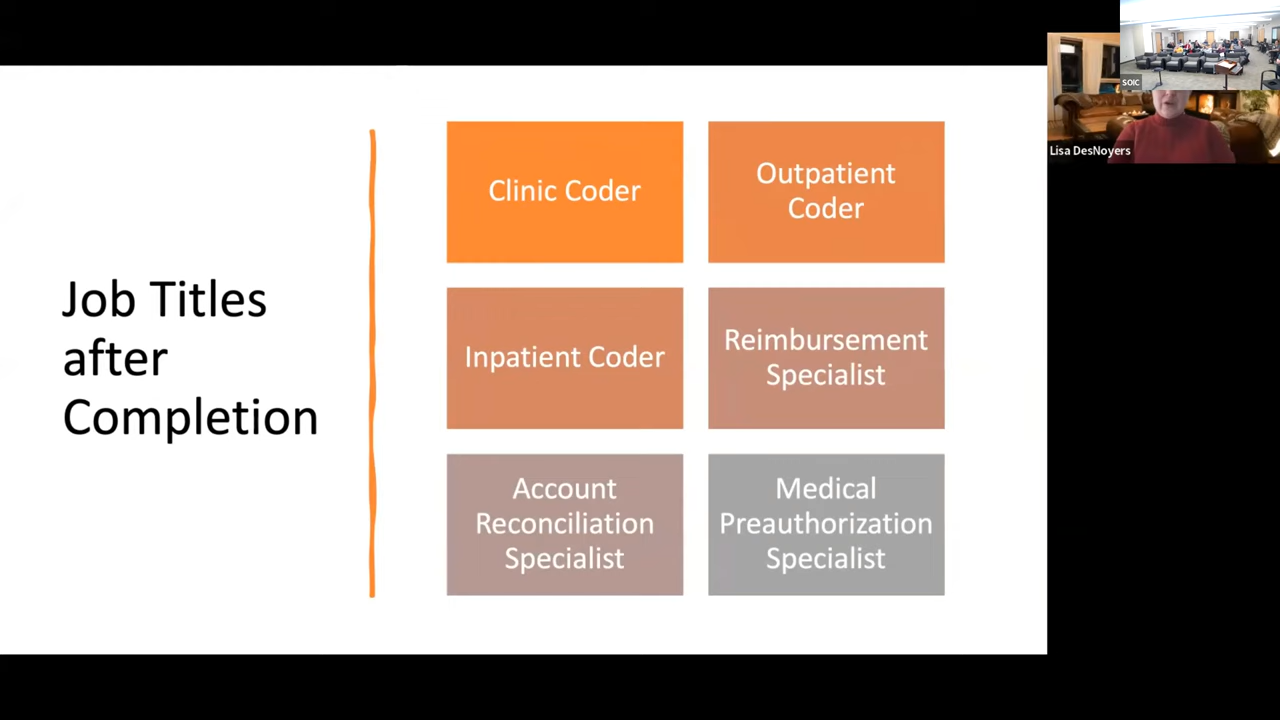 Job Titles
after
Completion
Clinic Coder
Outpatient
Coder
Inpatient Coder
Reimbursement
Specialist
Account
Reconciliation
Specialist
Medical
Preauthorization
Specialist
SOIC
Lisa DesNoyers